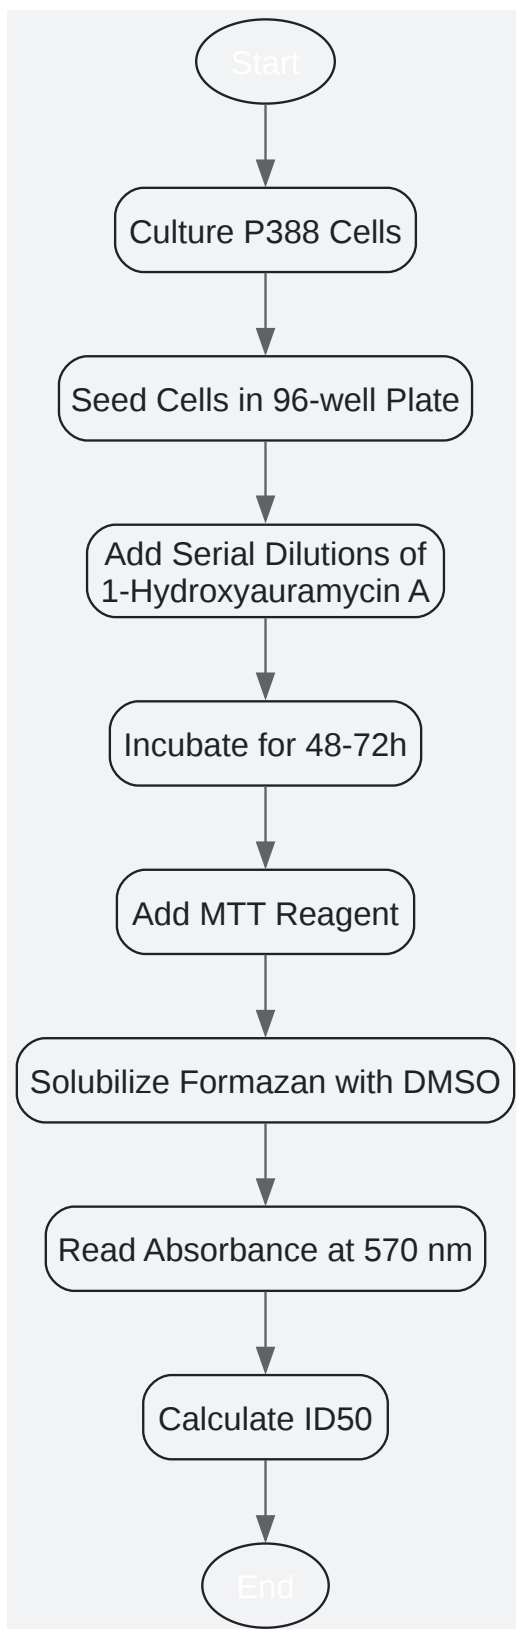 Start
Culture P388 Cells
Seed Cells in 96-well Plate
Add Serial Dilutions of
1-Hydroxyauramycin A
Incubate for 48-72h
Add MTT Reagent
Solubilize Formazan with DMSO
Read Absorbance at 570 nm
Calculate ID50
End